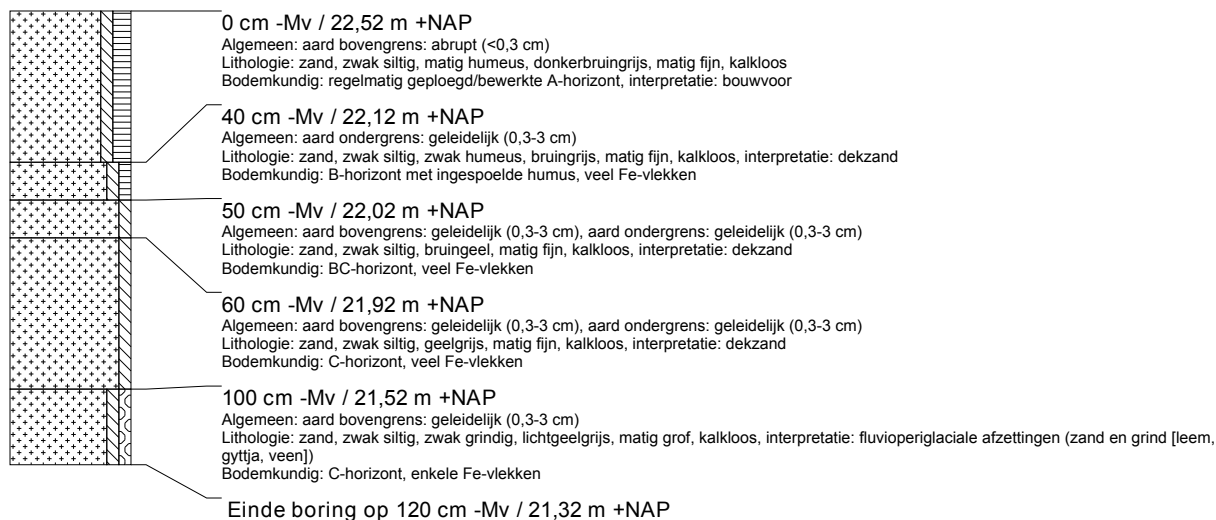 0 cm -Mv / 22,52 m +NAP
Algemeen: aard bovengrens: abrupt (<0,3 cm)
Lithologie: zand, zwak siltig, matig humeus, donkerbruingrijs, matig fijn, kalkloos
Bodemkundig: regelmatig geploegd/bewerkte A-horizont, interpretatie: bouwvoor
40 cm -Mv / 22,12 m +NAP
Algemeen: aard ondergrens: geleidelijk (0,3-3 cm)
Lithologie: zand, zwak siltig, zwak humeus, bruingrijs, matig fijn, kalkloos, interpretatie: dekzand
Bodemkundig: B-horizont met ingespoelde humus, veel Fe-vlekken
50 cm -Mv / 22,02 m +NAP
Algemeen: aard bovengrens: geleidelijk (0,3-3 cm), aard ondergrens: geleidelijk (0,3-3 cm)
Lithologie: zand, zwak siltig, bruingeel, matig fijn, kalkloos, interpretatie: dekzand
Bodemkundig: BC-horizont, veel Fe-vlekken
60 cm -Mv / 21,92 m +NAP
Algemeen: aard bovengrens: geleidelijk (0,3-3 cm), aard ondergrens: geleidelijk (0,3-3 cm)
Lithologie: zand, zwak siltig, geelgrijs, matig fijn, kalkloos, interpretatie: dekzand
Bodemkundig: C-horizont, veel Fe-vlekken
100 cm -Mv / 21,52 m +NAP
Algemeen: aard bovengrens: geleidelijk (0,3-3 cm)
Lithologie: zand, zwak siltig, zwak grindig, lichtgeelgrijs, matig grof, kalkloos, interpretatie: fluvioperiglaciale afzettingen (zand en grind [leem,
gyttja, veen])
Bodemkundig: C-horizont, enkele Fe-vlekken
Einde boring op 120 cm -Mv / 21,32 m +NAP